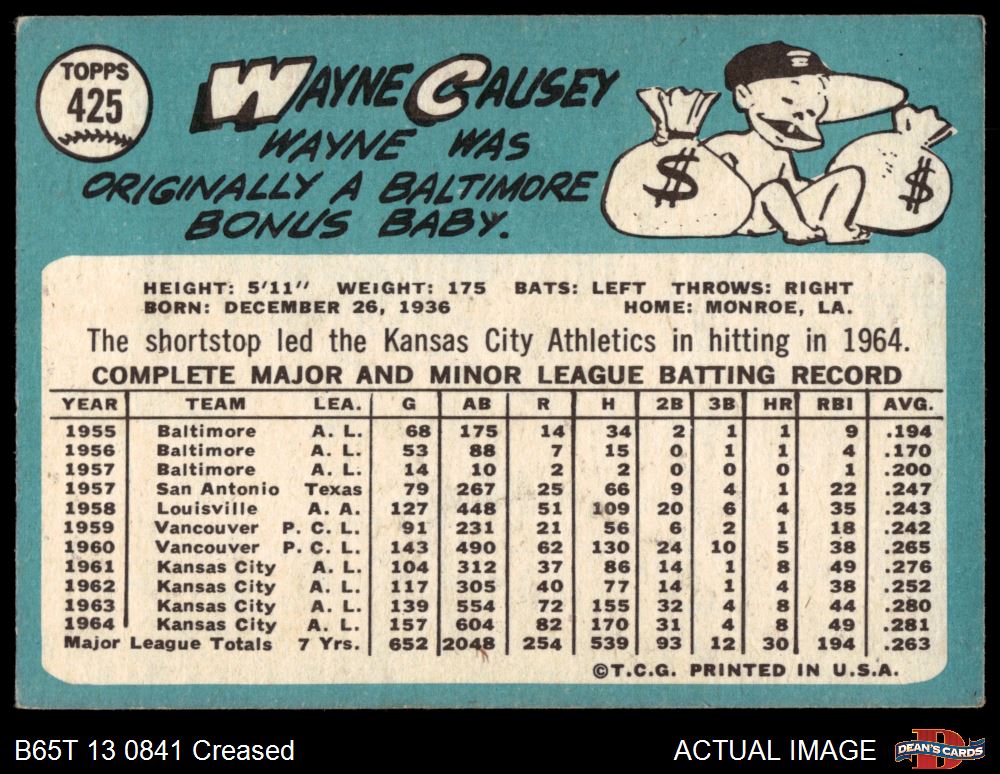 TOPPS
425
WAYNE CAUSEY
WAYNE WAS
ORIGINALLY A BALTIMORE
BONUS BABY.
$ $
HEIGHT: 5'11" WEIGHT: 175 BATS: LEFT THROWS: RIGHT
BORN: DECEMBER 26, 1936 HOME: MONROE, LA.
The shortstop led the Kansas City Athletics in hitting in 1964.
COMPLETE MAJOR AND MINOR LEAGUE BATTING RECORD
YEAR TEAM LEA. G AB R H 2B 3B HR RBI AVG.
1955 Baltimore A. L. 68 175 14 34 2 1 1 9 .194
1956 Baltimore A. L. 53 88 7 15 0 1 1 4 .170
1957 Baltimore A. L. 14 10 2 2 0 0 0 1 .200
1957 San Antonio Texas 79 267 25 66 9 4 1 22 .247
1958 Louisville A. A. 127 448 51 109 20 6 4 35 .243
1959 Vancouver P. C. L. 91 231 21 56 6 2 1 18 .242
1960 Vancouver P. C. L. 143 490 62 130 24 10 5 38 .265
1961 Kansas City A. L. 104 312 37 86 14 1 8 49 .276
1962 Kansas City A. L. 117 305 40 77 14 1 4 38 .252
1963 Kansas City A. L. 139 554 72 155 32 4 8 44 .280
1964 Kansas City A. L. 157 604 82 170 31 4 8 49 .281
Major League Totals 7 Yrs. 652 2048 254 539 93 12 30 194 .263
©T.C.G. PRINTED IN U.S.A.
B65T 13 0841 Creased ACTUAL IMAGE
D
DEAN'S CARDS